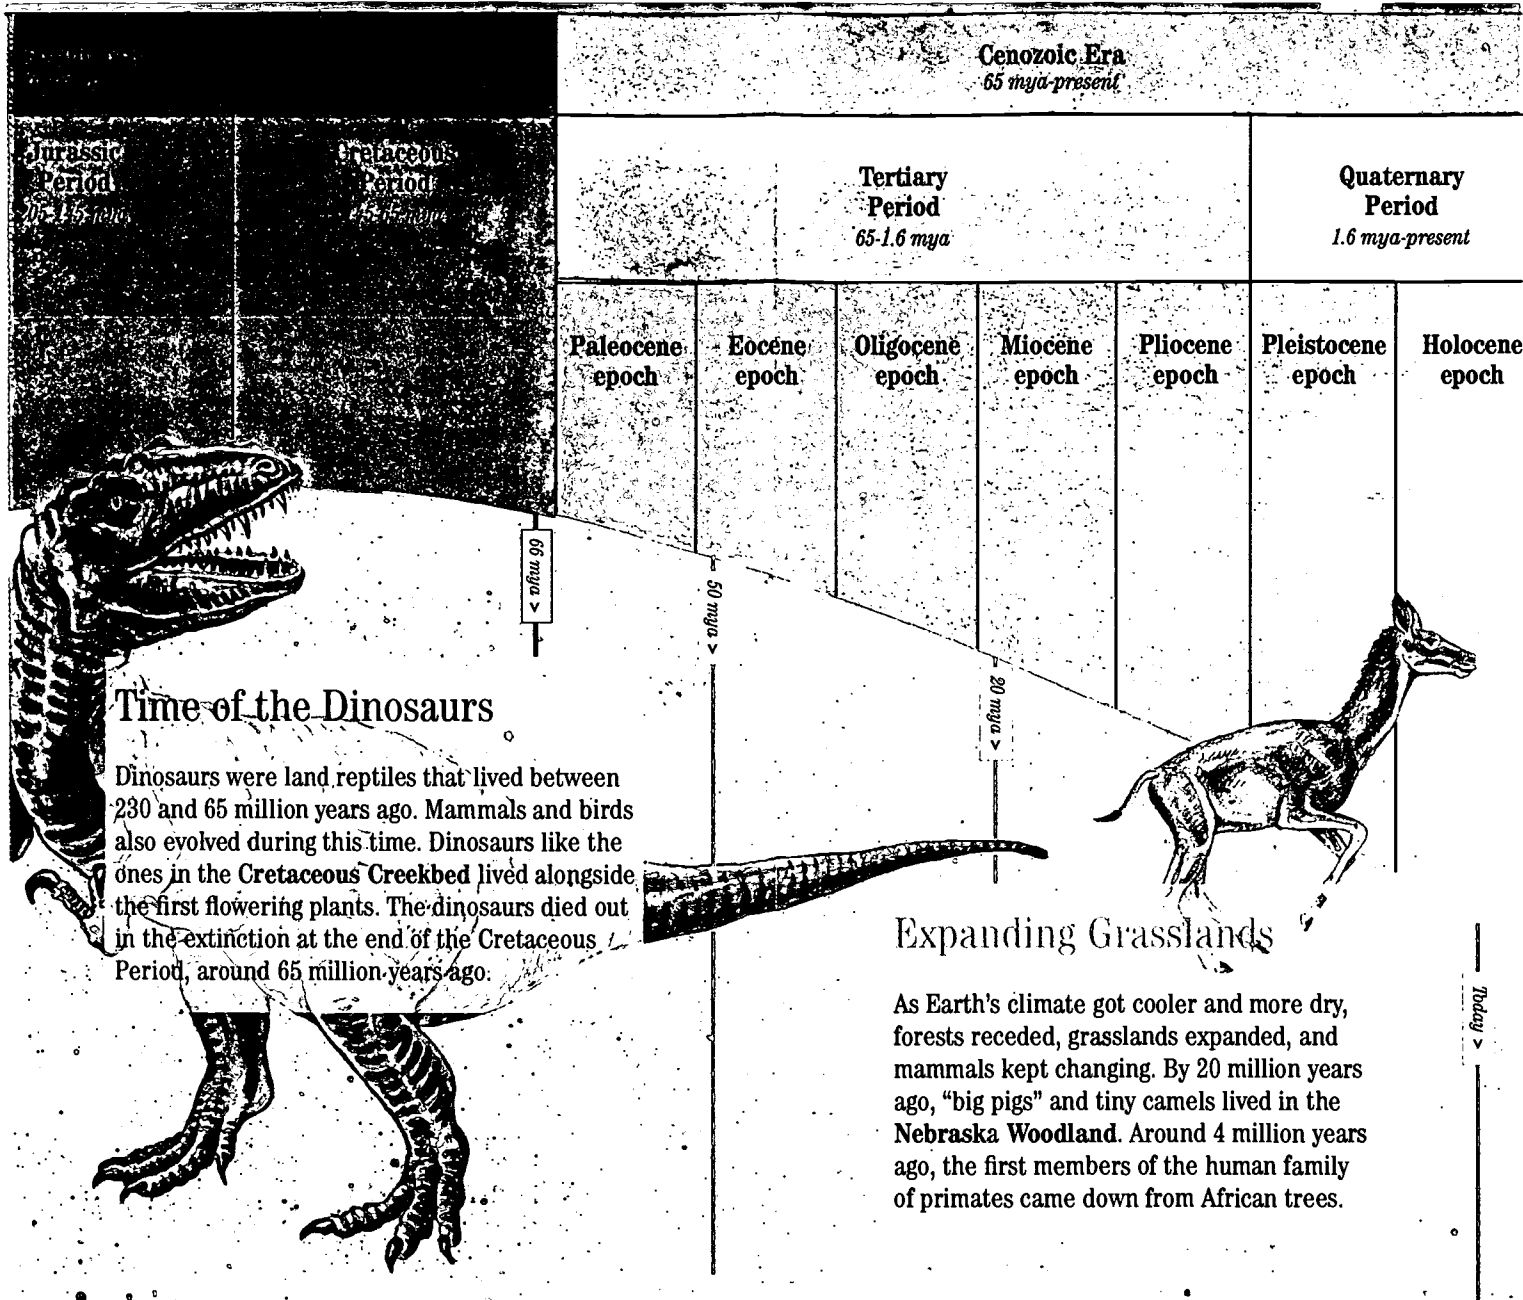 Cenozoic Era
65 mya-present
Jurassic
Period
Cretaceous
Period
Tertiary
Period
65-1.6 mya
Quaternary
Period
1.6 mya-present
Paleocene
epoch
Eocene
epoch
Oligocene
epoch
Miocene
epoch
Pliocene
epoch
Pleistocene
epoch
Holocene
epoch
66 mya >
50 mya >
20 mya >
Time of the Dinosaurs
Dinosaurs were land reptiles that lived between
230 and 65 million years ago. Mammals and birds
also evolved during this time. Dinosaurs like the
ones in the Cretaceous Creekbed lived alongside
the first flowering plants. The dinosaurs died out
in the extinction at the end of the Cretaceous
Period, around 65 million years ago.
Expanding Grasslands
As Earth's climate got cooler and more dry,
forests receded, grasslands expanded, and
mammals kept changing. By 20 million years
ago, "big pigs" and tiny camels lived in the
Nebraska Woodland. Around 4 million years
ago, the first members of the human family
of primates came down from African trees.
Today >